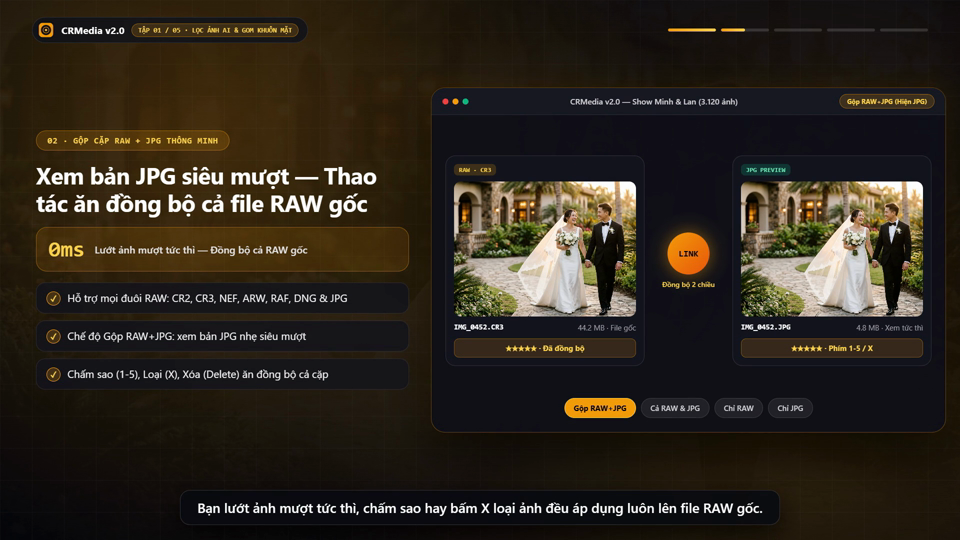 CRMedia v2.0
TẬP 01 / 05 · LỌC ẢNH AI & GOM KHUÔN MẶT
02 · GỘP CẶP RAW + JPG THÔNG MINH
Xem bản JPG siêu mượt — Thao
tác ăn đồng bộ cả file RAW gốc
0ms
Lướt ảnh mượt tức thì — Đồng bộ cả RAW gốc
✓ Hỗ trợ mọi đuôi RAW: CR2, CR3, NEF, ARW, RAF, DNG & JPG
✓ Chế độ Gộp RAW+JPG: xem bản JPG nhẹ siêu mượt
✓ Chấm sao (1-5), Loại (X), Xóa (Delete) ăn đồng bộ cả cặp
CRMedia v2.0 — Show Minh & Lan (3.120 ảnh)
Gộp RAW+JPG (Hiện JPG)
RAW · CR3
IMG_0452.CR3
44.2 MB · File gốc
★★★★★ · Đã đồng bộ
LINK
Đồng bộ 2 chiều
JPG PREVIEW
IMG_0452.JPG
4.8 MB · Xem tức thì
★★★★★ · Phím 1-5 / X
Gộp RAW+JPG
Cả RAW & JPG
Chỉ RAW
Chỉ JPG
Bạn lướt ảnh mượt tức thì, chấm sao hay bấm X loại ảnh đều áp dụng luôn lên file RAW gốc.